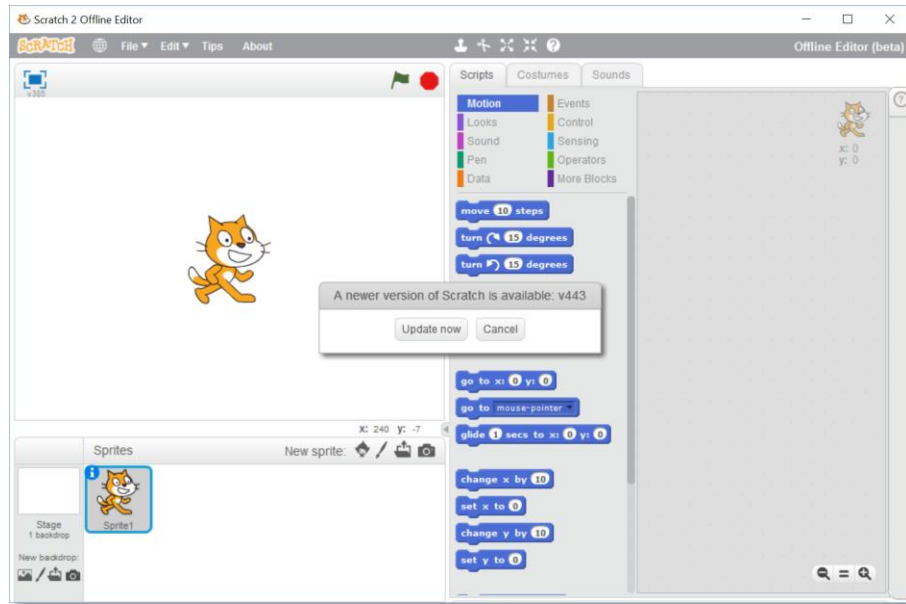 Scratch 2 Offline Editor
SCRATCH File Edit Tips About
Offline Editor (beta)
v385
Scripts Costumes Sounds
Motion Events
Looks Control
Sound Sensing
Pen Operators
Data More Blocks
x: 0
y: 0
move 10 steps
turn 15 degrees
turn 15 degrees
A newer version of Scratch is available: v443
Update now Cancel
go to x: 0 y: 0
go to mouse-pointer
glide 1 secs to x: 0 y: 0
x: 240 y: -7
Sprites New sprite:
Sprite1
Stage
1 backdrop
New backdrop:
change x by 10
set x to 0
change y by 10
set y to 0